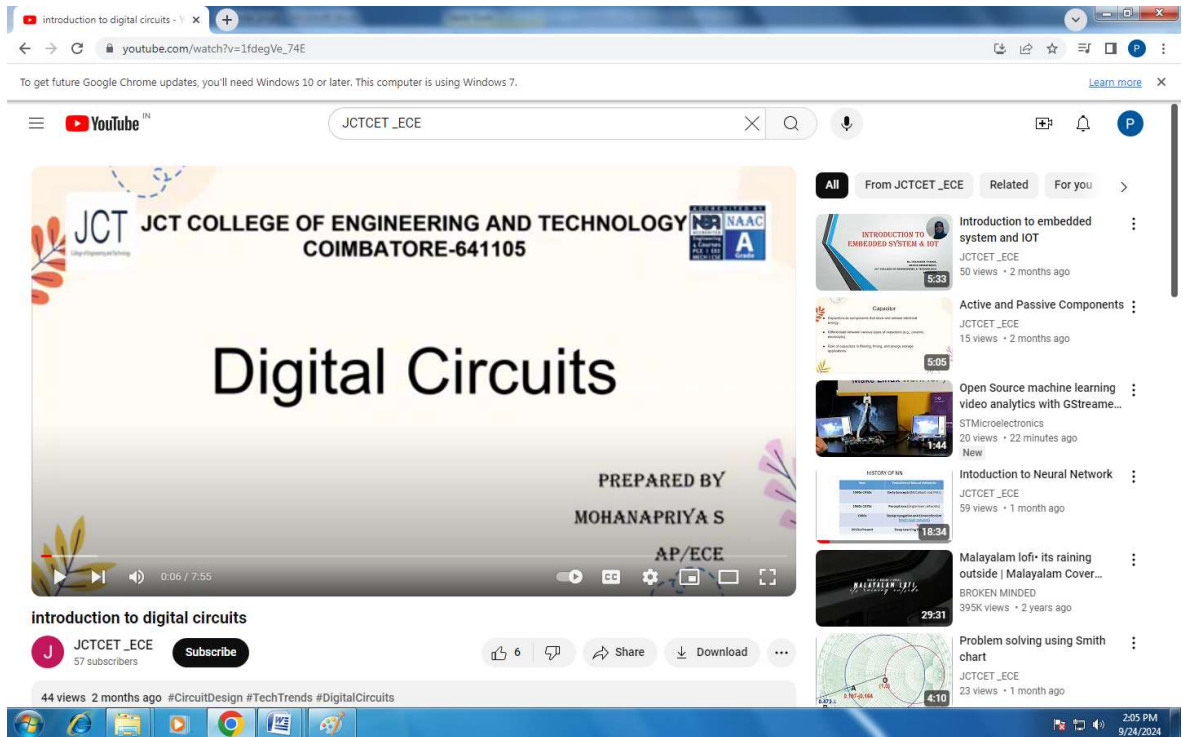 introduction to digital circuits - Y
youtube.com/watch?v=1fdegVe_74E
P
To get future Google Chrome updates, you'll need Windows 10 or later. This computer is using Windows 7.
Learn more
YouTube IN
JCTCET _ECE
P
JCT
JCT COLLEGE OF ENGINEERING AND TECHNOLOGY
COIMBATORE-641105
NBA
NAAC
A
Grade
Digital Circuits
PREPARED BY
MOHANAPRIYA S
AP/ECE
0:06 / 7:55
CC
introduction to digital circuits
J
JCTCET _ECE
57 subscribers
Subscribe
6
Share
Download
44 views 2 months ago #CircuitDesign #TechTrends #DigitalCircuits
All
From JCTCET _ECE
Related
For you
INTRODUCTION TO
EMBEDDED SYSTEM & IOT
5:33
Introduction to embedded
system and IOT
JCTCET _ECE
50 views • 2 months ago
Capacitor
5:05
Active and Passive Components
JCTCET _ECE
15 views • 2 months ago
1:44
Open Source machine learning
video analytics with GStreame...
STMicroelectronics
20 views • 22 minutes ago
New
HISTORY OF NN
18:34
Intoduction to Neural Network
JCTCET _ECE
59 views • 1 month ago
29:31
Malayalam lofi• its raining
outside | Malayalam Cover...
BROKEN MINDED
395K views • 2 years ago
4:10
Problem solving using Smith
chart
JCTCET _ECE
23 views • 1 month ago
2:05 PM
9/24/2024